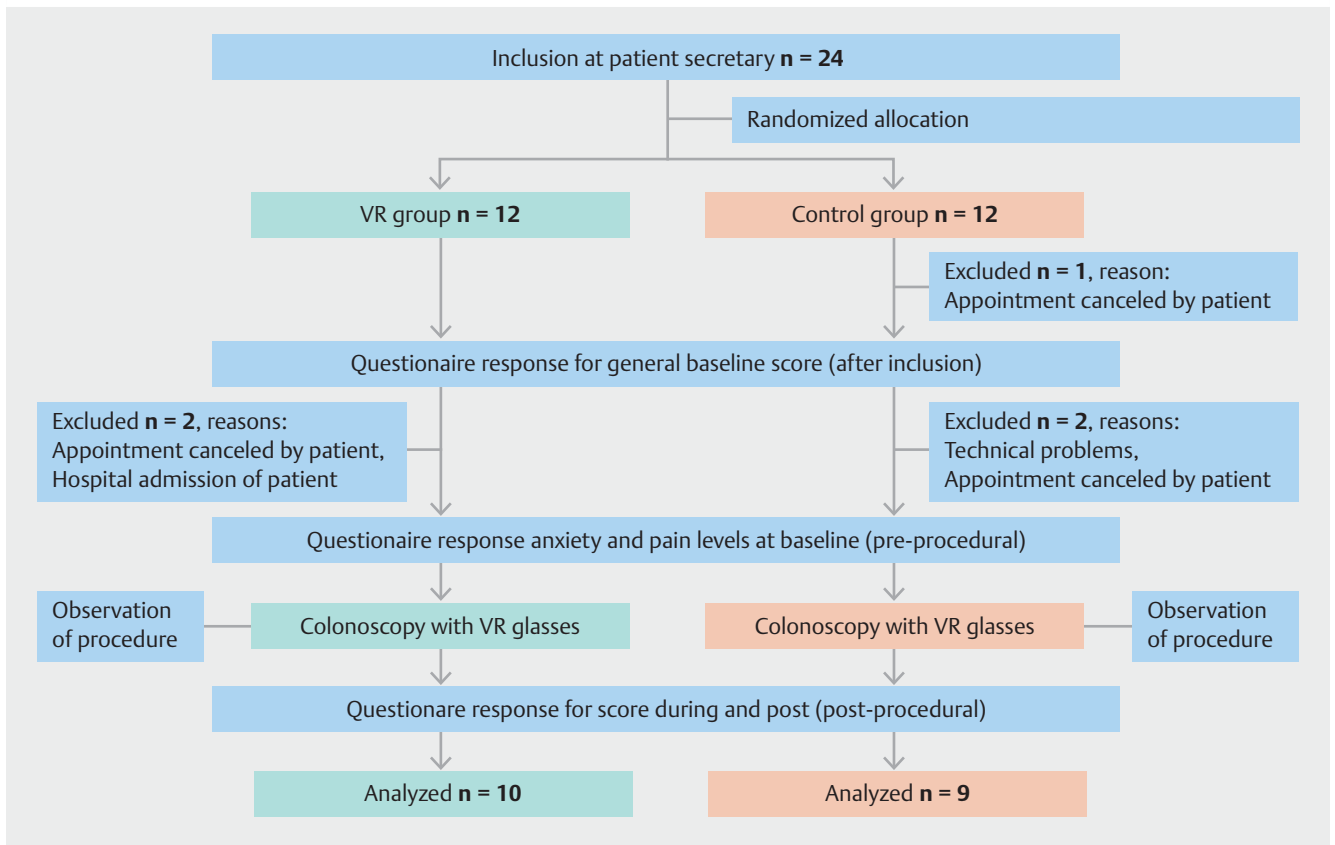 Inclusion at patient secretary n = 24
Randomized allocation
VR group n = 12
Control group n = 12
Excluded n = 1, reason:
Appointment canceled by patient
Questionaire response for general baseline score (after inclusion)
Excluded n = 2, reasons:
Appointment canceled by patient,
Hospital admission of patient
Excluded n = 2, reasons:
Technical problems,
Appointment canceled by patient
Questionaire response anxiety and pain levels at baseline (pre-procedural)
Observation
of procedure
Colonoscopy with VR glasses
Colonoscopy with VR glasses
Observation
of procedure
Questionare response for score during and post (post-procedural)
Analyzed n = 10
Analyzed n = 9